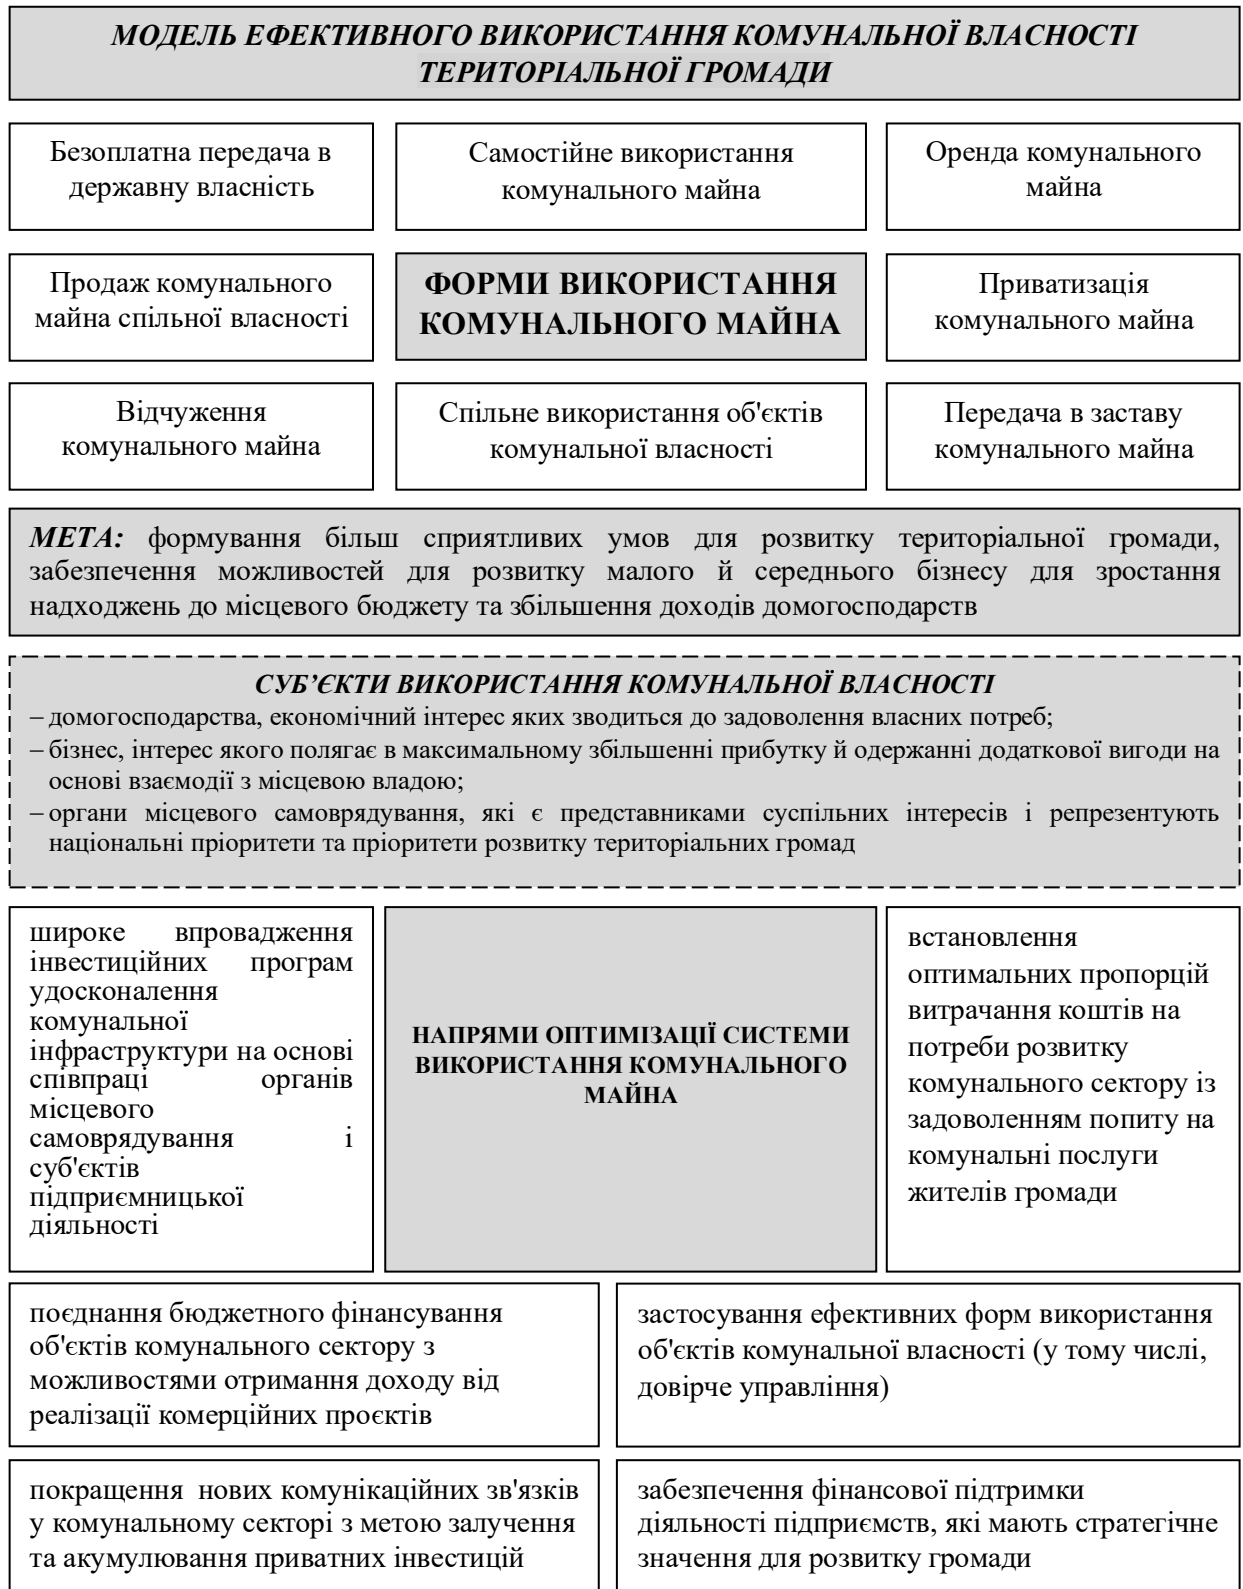 МОДЕЛЬ ЕФЕКТИВНОГО ВИКОРИСТАННЯ КОМУНАЛЬНОЇ ВЛАСНОСТІ
ТЕРИТОРІАЛЬНОЇ ГРОМАДИ
Безоплатна передача в
державну власність
Самостійне використання
комунального майна
Оренда комунального
майна
Продаж комунального
майна спільної власності
ФОРМИ ВИКОРИСТАННЯ
КОМУНАЛЬНОГО МАЙНА
Приватизація
комунального майна
Відчуження
комунального майна
Спільне використання об'єктів
комунальної власності
Передача в заставу
комунального майна
МЕТА: формування більш сприятливих умов для розвитку територіальної громади,
забезпечення можливостей для розвитку малого й середнього бізнесу для зростання
надходжень до місцевого бюджету та збільшення доходів домогосподарств
СУБ’ЄКТИ ВИКОРИСТАННЯ КОМУНАЛЬНОЇ ВЛАСНОСТІ
– домогосподарства, економічний інтерес яких зводиться до задоволення власних потреб;
– бізнес, інтерес якого полягає в максимальному збільшенні прибутку й одержанні додаткової вигоди на
основі взаємодії з місцевою владою;
– органи місцевого самоврядування, які є представниками суспільних інтересів і репрезентують
національні пріоритети та пріоритети розвитку територіальних громад
широке впровадження
інвестиційних програм
удосконалення
комунальної
інфраструктури на основі
співпраці органів
місцевого
самоврядування і
суб'єктів
підприємницької
діяльності
НАПРЯМИ ОПТИМІЗАЦІЇ СИСТЕМИ
ВИКОРИСТАННЯ КОМУНАЛЬНОГО
МАЙНА
встановлення
оптимальних пропорцій
витрачання коштів на
потреби розвитку
комунального сектору із
задоволенням попиту на
комунальні послуги
жителів громади
поєднання бюджетного фінансування
об'єктів комунального сектору з
можливостями отримання доходу від
реалізації комерційних проєктів
застосування ефективних форм використання
об'єктів комунальної власності (у тому числі,
довірче управління)
покращення нових комунікаційних зв'язків
у комунальному секторі з метою залучення
та акумулювання приватних інвестицій
забезпечення фінансової підтримки
діяльності підприємств, які мають стратегічне
значення для розвитку громади